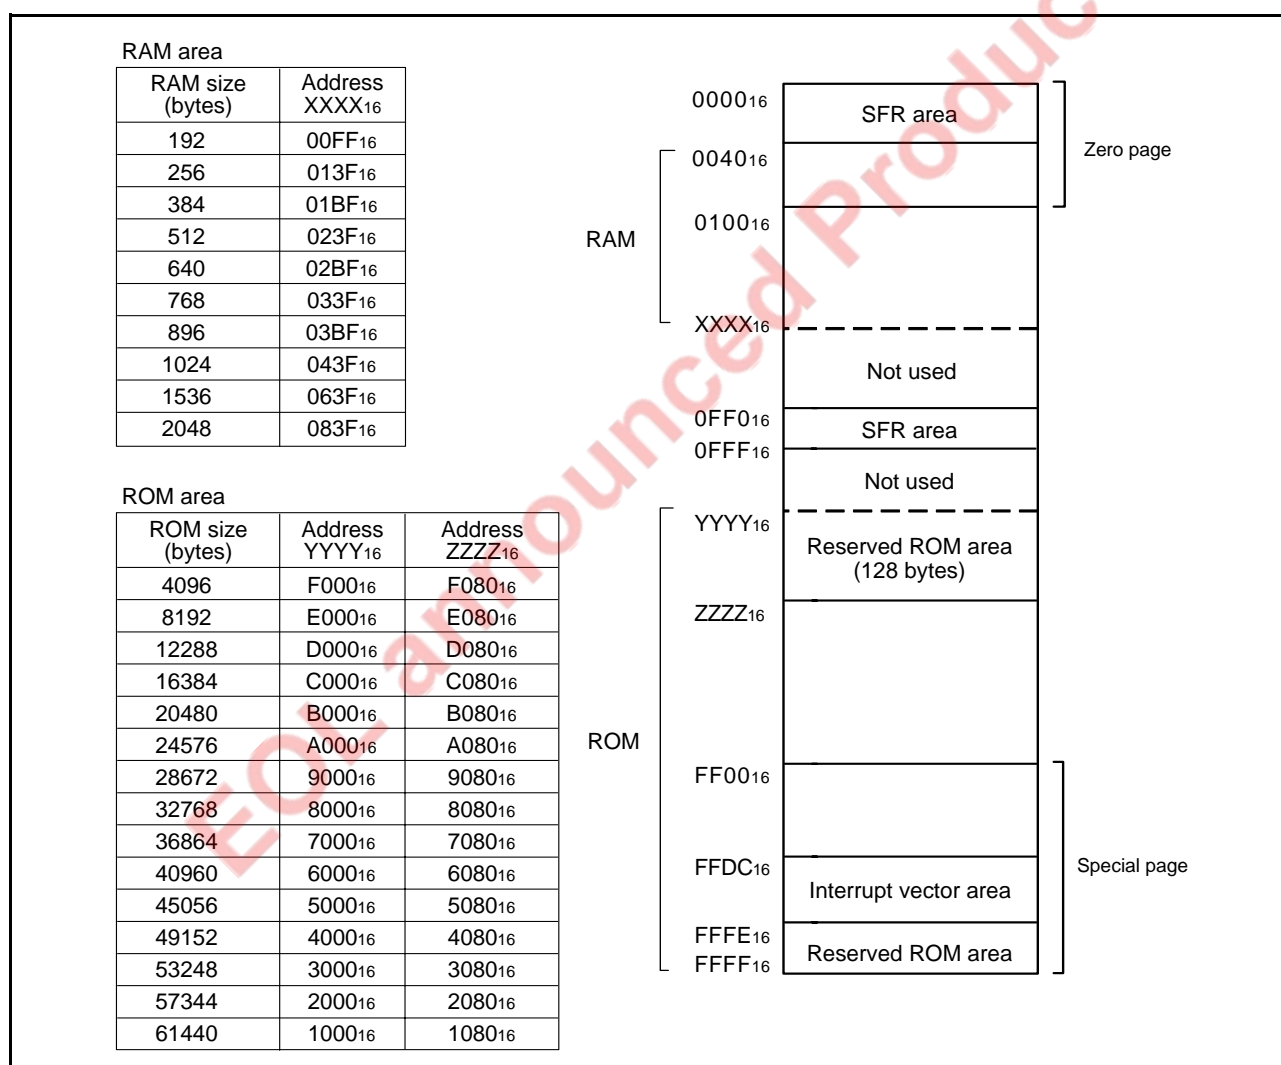 RAM area
RAM size (bytes) Address XXXX16
192 00FF16
256 013F16
384 01BF16
512 023F16
640 02BF16
768 033F16
896 03BF16
1024 043F16
1536 063F16
2048 083F16
ROM area
ROM size (bytes) Address YYYY16 Address ZZZZ16
4096 F00016 F08016
8192 E00016 E08016
12288 D00016 D08016
16384 C00016 C08016
20480 B00016 B08016
24576 A00016 A08016
28672 900016 908016
32768 800016 808016
36864 700016 708016
40960 600016 608016
45056 500016 508016
49152 400016 408016
53248 300016 308016
57344 200016 208016
61440 100016 108016
000016
SFR area
Zero page
004016
010016
RAM
XXXX16
Not used
0FF016
SFR area
0FFF16
Not used
YYYY16
Reserved ROM area
(128 bytes)
ZZZZ16
ROM
FF0016
FFDC16
Interrupt vector area
Special page
FFFE16
Reserved ROM area
FFFF16
EOL announced Produc